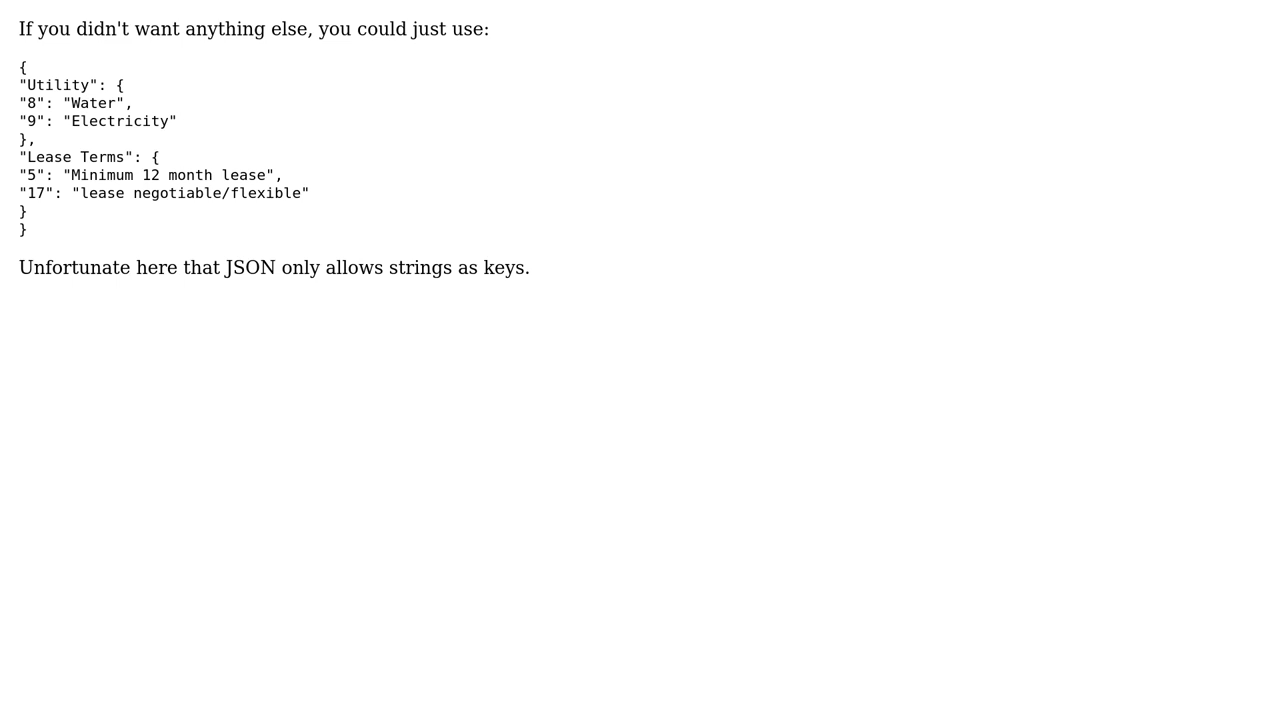 If you didn't want anything else, you could just use:
{
"Utility": {
"8": "Water",
"9": "Electricity"
},
"Lease Terms": {
"5": "Minimum 12 month lease",
"17": "lease negotiable/flexible"
}
}
Unfortunate here that JSON only allows strings as keys.